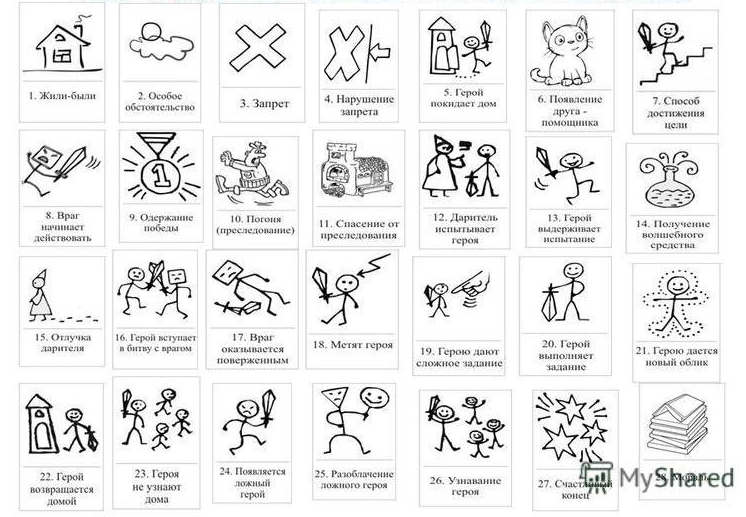 1. Жили-были
2. Особое
обстоятельство
3. Запрет
4. Нарушение
запрета
5. Герой
покидает дом
6. Появление
друга -
помощника
7. Способ
достижения
цели
8. Враг
начинает
действовать
1
9. Одержание
победы
10. Погоня
(преследование)
11. Спасение от
преследования
12. Даритель
испытывает
героя
13. Герой
выдерживает
испытание
14. Получение
волшебного
средства
15. Отлучка
дарителя
16. Герой вступает
в битву с врагом
17. Враг
оказывается
поверженным
18. Метят героя
19. Герою дают
сложное задание
20. Герой
выполняет
задание
21. Герою дается
новый облик
22. Герой
возвращается
домой
23. Героя
не узнают
дома
24. Появляется
ложный
герой
25. Разоблачение
ложного героя
26. Узнавание
героя
27. Счастливый
конец
28. Мораль
MyShared